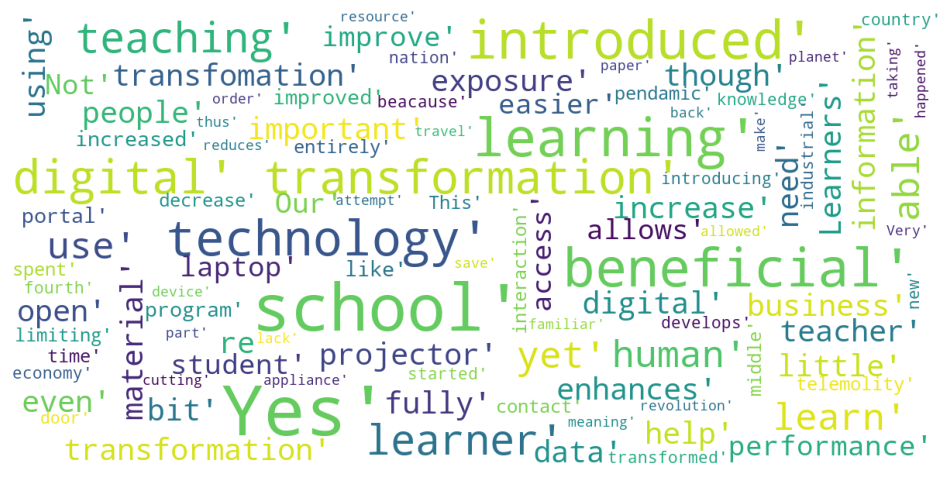 resource'
country'
teaching' improve' introduced'
nation' paper' planet'
using' Not' transfomation' exposure' though' information' taking' happened'
order' improved' beacause' easier' pendamic' knowledge'
people' thus' important' travel' back' make' industrial' Learners' able'
increased' reduces' entirely' learning' need'
digital' transformation' introducing'
decrease' Our' attempt' This' increase'
portal' access' allows' allowed' Very'
use' technology' interaction' beneficial'
spent' material' laptop' like' save' new'
fourth' device' school' digital' business'
open' program' familiar' develops'
limiting' part' re lack' teacher'
time' student' projector' yet' human' middle' little'
economy' cutting' appliance' started' telemolity'
even' bit' Yes' fully' enhances'
door' contact' revolution' learn'
transformation' learner' meaning' help'
data' transformed' performance'